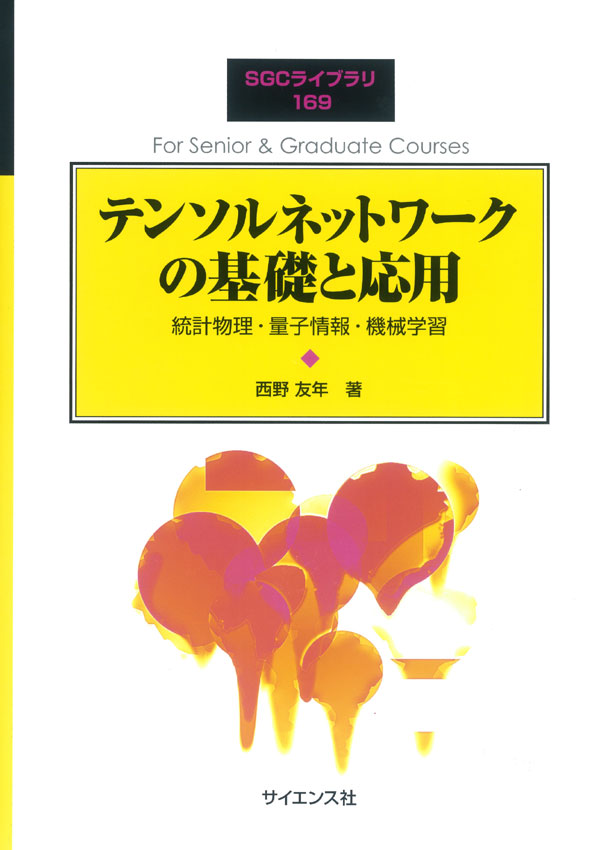 SGCライブラリ
169
For Senior & Graduate Courses
テンソルネットワーク
の基礎と応用
統計物理・量子情報・機械学習
西野 友年 著
サイエンス社